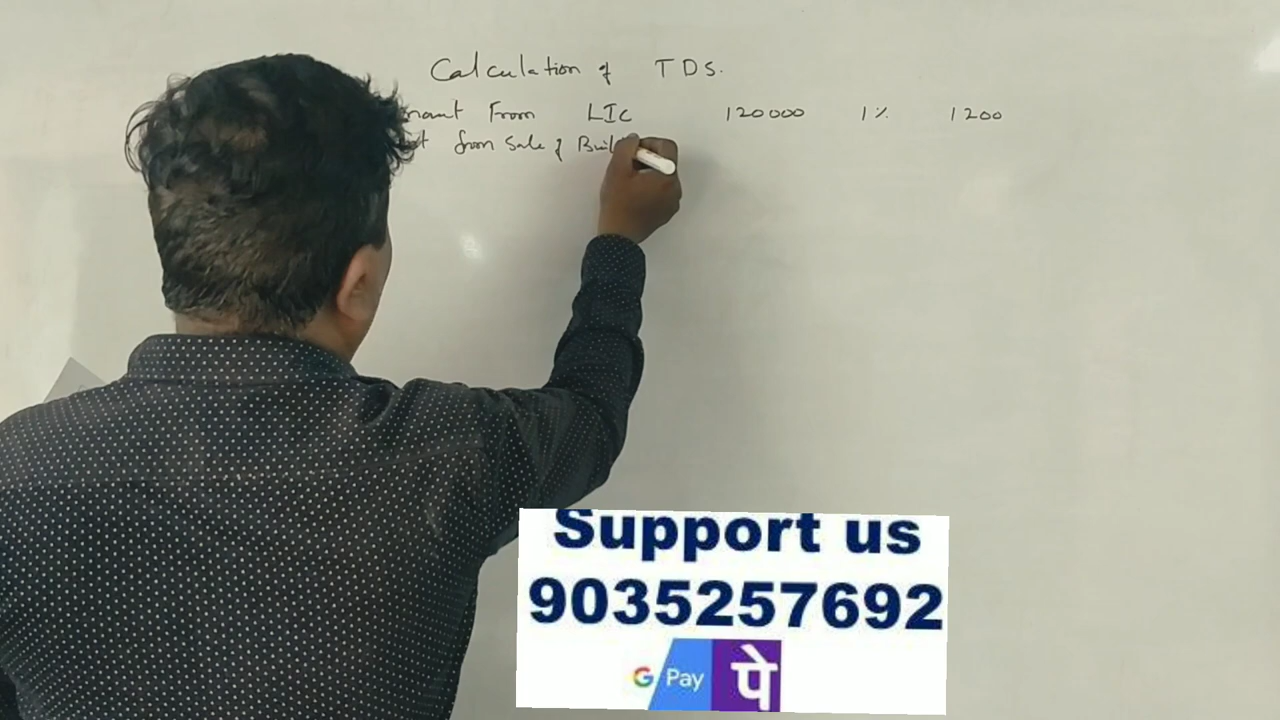 Calculation of TDS.
From LIC 120000 1% 1200
from Sale of
Support us
9035257692
G Pay पे